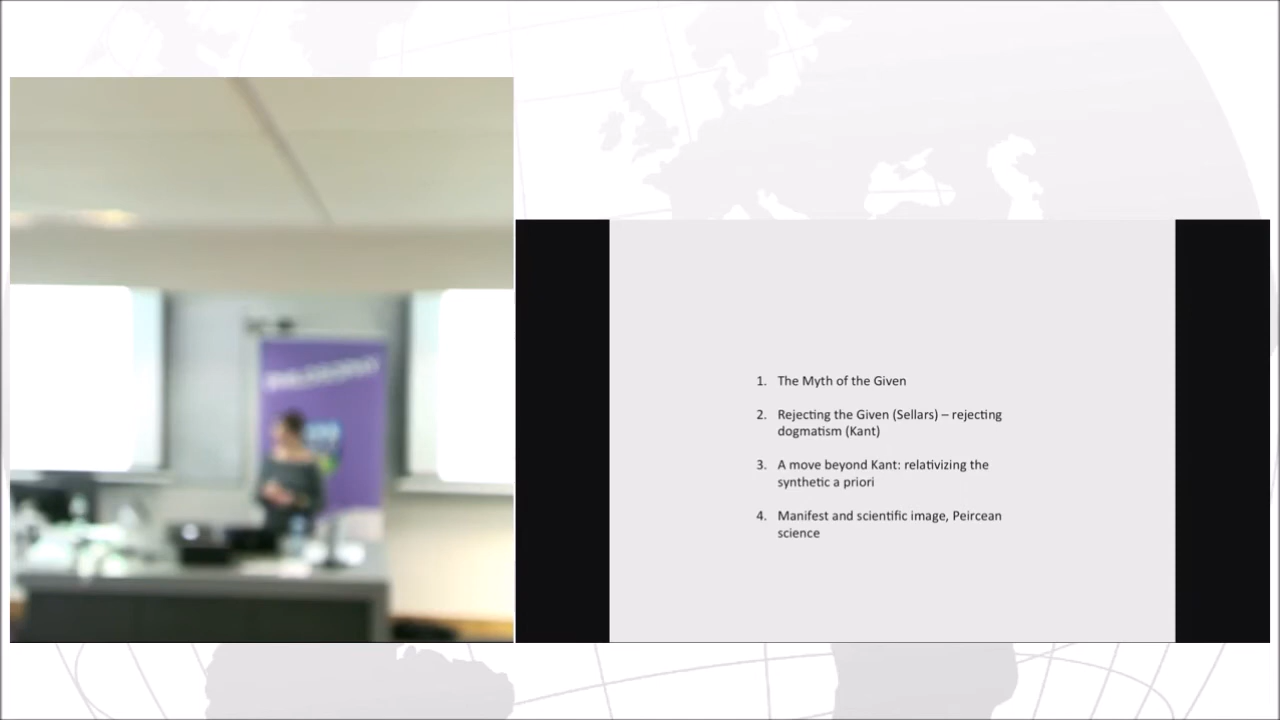 1. The Myth of the Given
2. Rejecting the Given (Sellars) – rejecting
dogmatism (Kant)
3. A move beyond Kant: relativizing the
synthetic a priori
4. Manifest and scientific image, Peircean
science